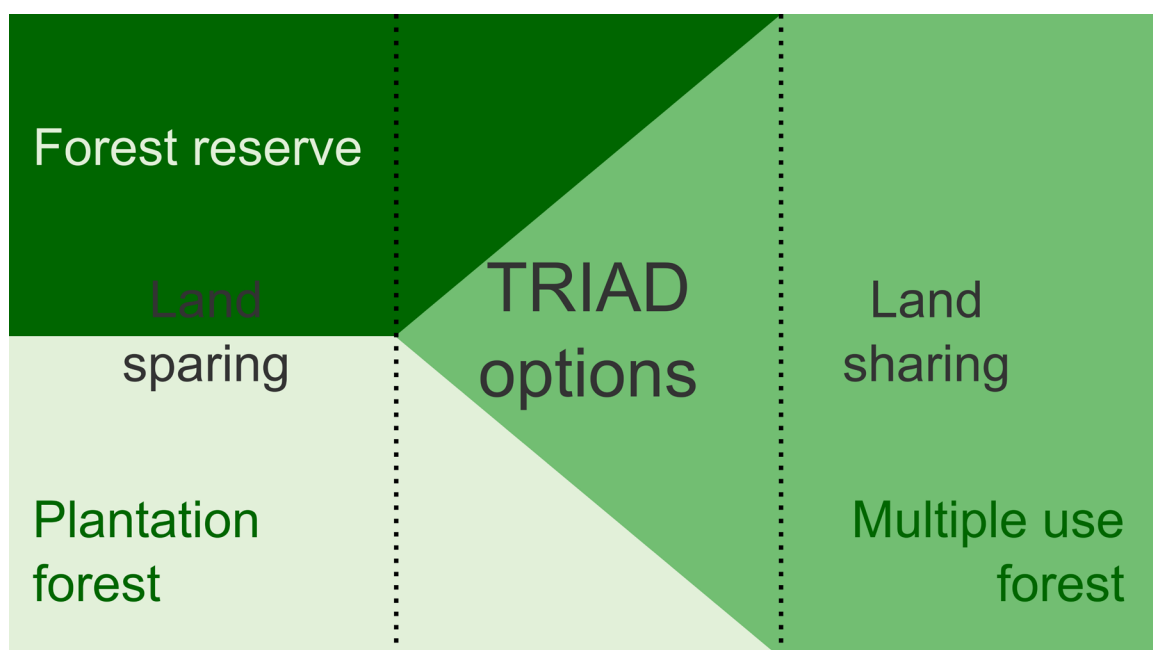 Forest reserve
Land
sparing
TRIAD
options
Land
sharing
Plantation
forest
Multiple use
forest